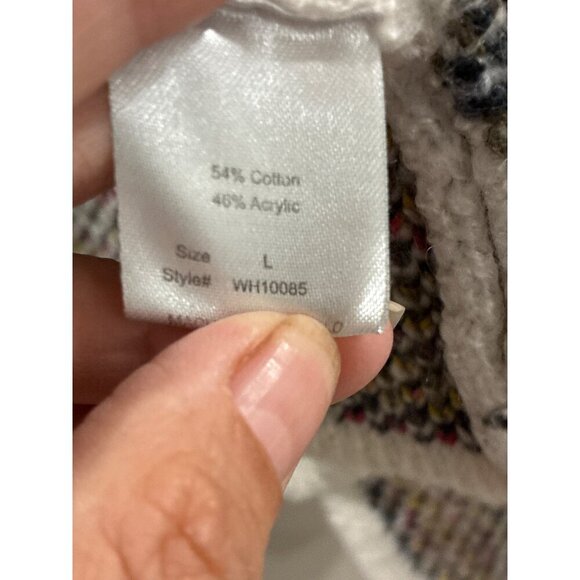 54% Cotton
46% Acrylic
Size L
Style# WH10085